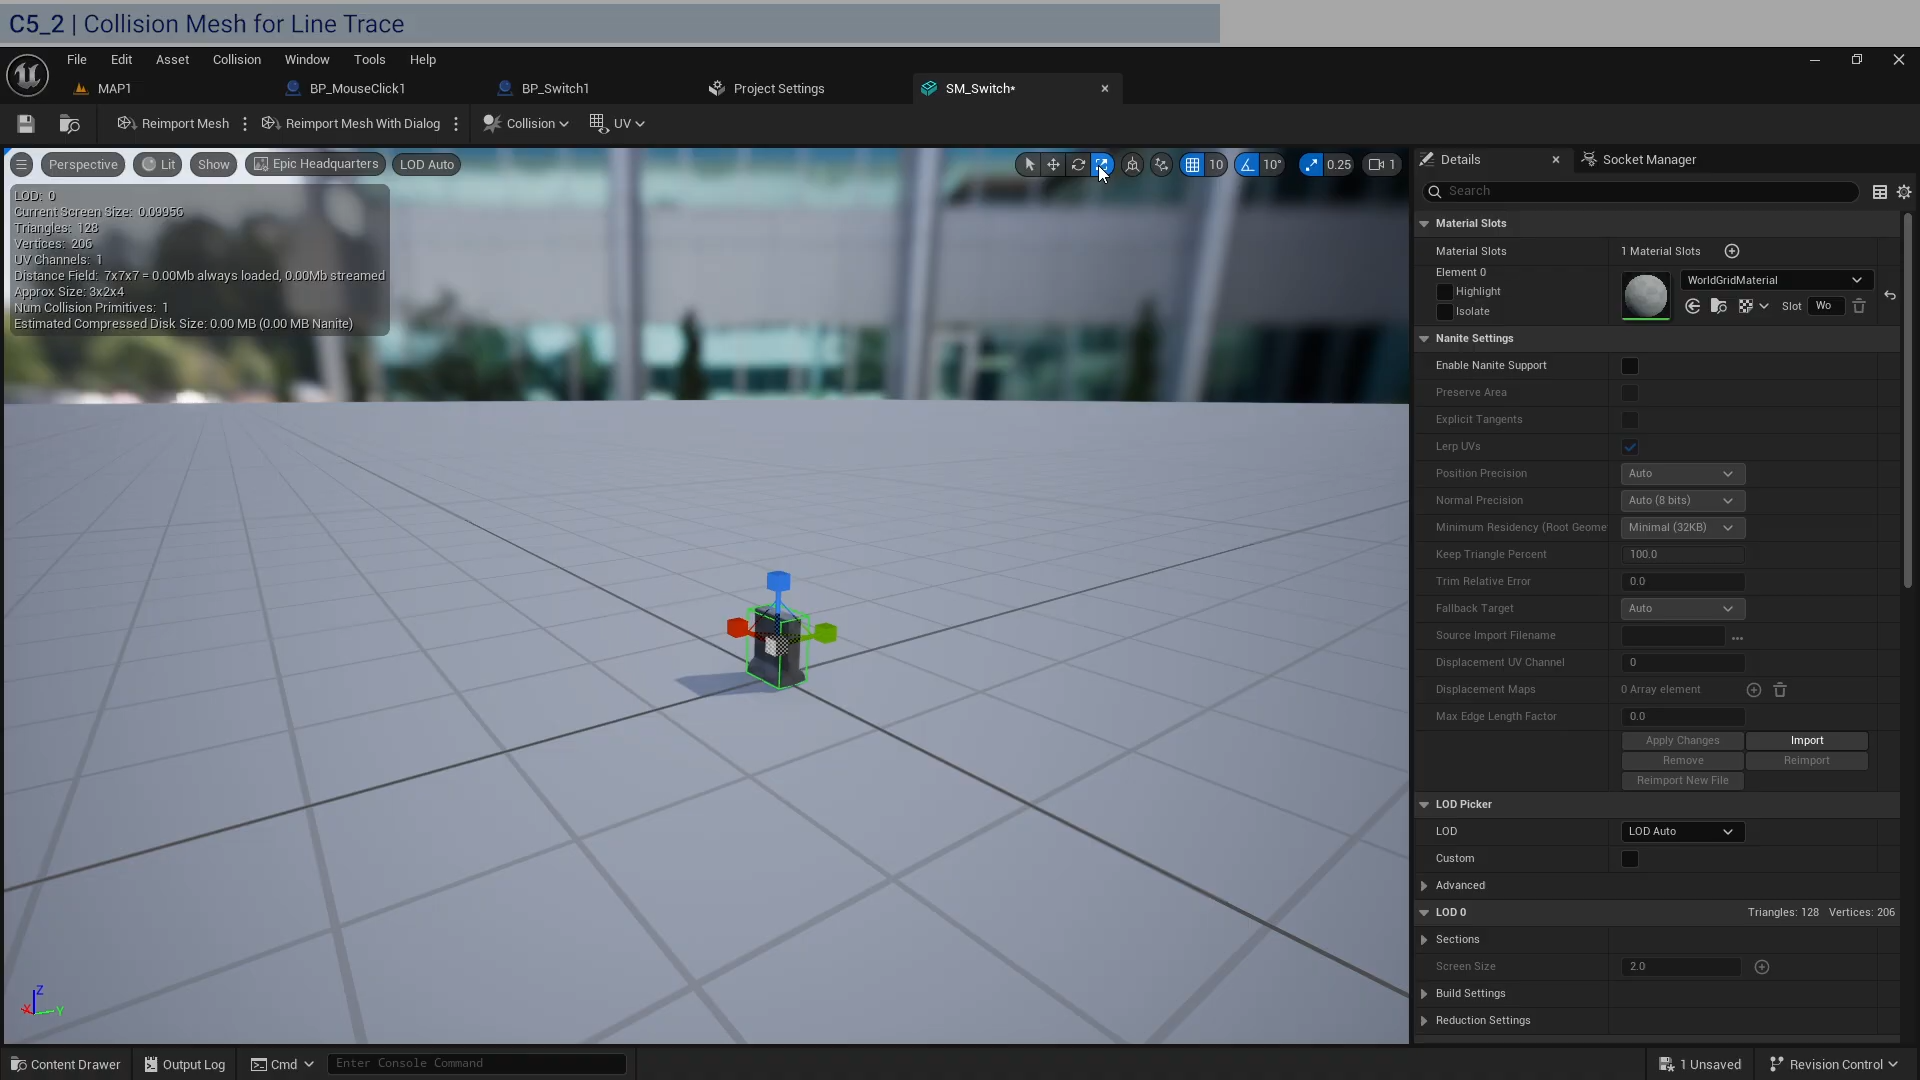 C5_2 | Collision Mesh for Line Trace
File Edit Asset Collision Window Tools Help
MAP1 BP_MouseClick1 BP_Switch1 Project Settings SM_Switch*
Reimport Mesh Reimport Mesh With Dialog Collision UV
Perspective Lit Show Epic Headquarters LOD Auto 10 10° 0.25 1
LOD: 0
Current Screen Size: 0.09956
Triangles: 128
Vertices: 206
UV Channels: 1
Distance Field: 7x7x7 = 0.00Mb always loaded, 0.00Mb streamed
Approx Size: 3x2x4
Num Collision Primitives: 1
Estimated Compressed Disk Size: 0.00 MB (0.00 MB Nanite)
X Y Z
Details Socket Manager
Search
Material Slots
Material Slots 1 Material Slots
Element 0
Highlight
Isolate
WorldGridMaterial
Slot Wo
Nanite Settings
Enable Nanite Support
Preserve Area
Explicit Tangents
Lerp UVs
Position Precision Auto
Normal Precision Auto (8 bits)
Minimum Residency (Root Geome Minimal (32KB)
Keep Triangle Percent 100.0
Trim Relative Error 0.0
Fallback Target Auto
Source Import Filename ...
Displacement UV Channel 0
Displacement Maps 0 Array element
Max Edge Length Factor 0.0
Apply Changes Import
Remove Reimport
Reimport New File
LOD Picker
LOD LOD Auto
Custom
Advanced
LOD 0 Triangles: 128 Vertices: 206
Sections
Screen Size 2.0
Build Settings
Reduction Settings
Content Drawer Output Log Cmd Enter Console Command 1 Unsaved Revision Control